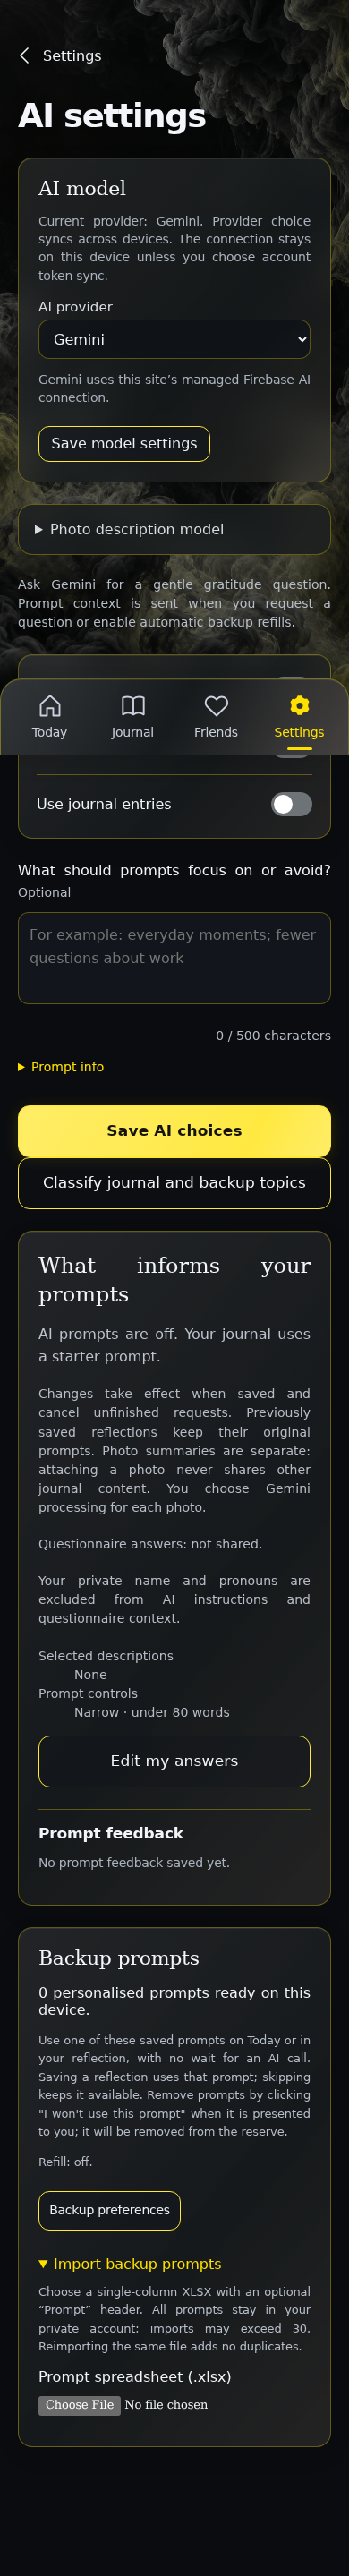 Settings
AI settings
AI model
Current provider: Gemini. Provider choice
syncs across devices. The connection stays
on this device unless you choose account
token sync.
AI provider
Gemini
Gemini uses this site’s managed Firebase AI
connection.
Save model settings
Photo description model
Ask Gemini for a gentle gratitude question.
Prompt context is sent when you request a
question or enable automatic backup refills.
Today
Journal
Friends
Settings
Use journal entries
What should prompts focus on or avoid?
Optional
For example: everyday moments; fewer
questions about work
0 / 500 characters
Prompt info
Save AI choices
Classify journal and backup topics
What informs your
prompts
AI prompts are off. Your journal uses
a starter prompt.
Changes take effect when saved and
cancel unfinished requests. Previously
saved reflections keep their original
prompts. Photo summaries are separate:
attaching a photo never shares other
journal content. You choose Gemini
processing for each photo.
Questionnaire answers: not shared.
Your private name and pronouns are
excluded from AI instructions and
questionnaire context.
Selected descriptions
None
Prompt controls
Narrow · under 80 words
Edit my answers
Prompt feedback
No prompt feedback saved yet.
Backup prompts
0 personalised prompts ready on this
device.
Use one of these saved prompts on Today or in
your reflection, with no wait for an AI call.
Saving a reflection uses that prompt; skipping
keeps it available. Remove prompts by clicking
"I won't use this prompt" when it is presented
to you; it will be removed from the reserve.
Refill: off.
Backup preferences
Import backup prompts
Choose a single-column XLSX with an optional
“Prompt” header. All prompts stay in your
private account; imports may exceed 30.
Reimporting the same file adds no duplicates.
Prompt spreadsheet (.xlsx)
Choose File No file chosen